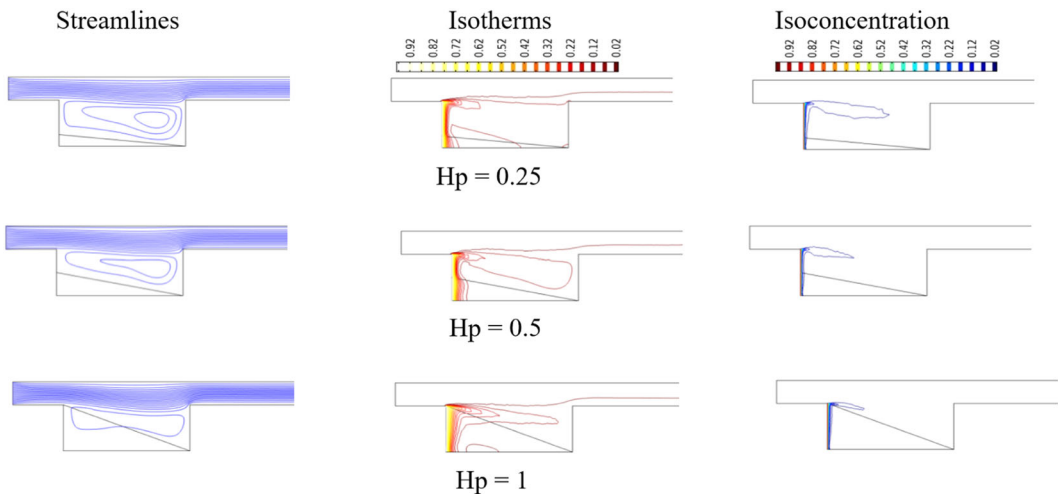 Streamlines
Isotherms
Isoconcentration
0.92 0.82 0.72 0.62 0.52 0.42 0.32 0.22 0.12 0.02
0.92 0.82 0.72 0.62 0.52 0.42 0.32 0.22 0.12 0.02
Hp = 0.25
Hp = 0.5
Hp = 1